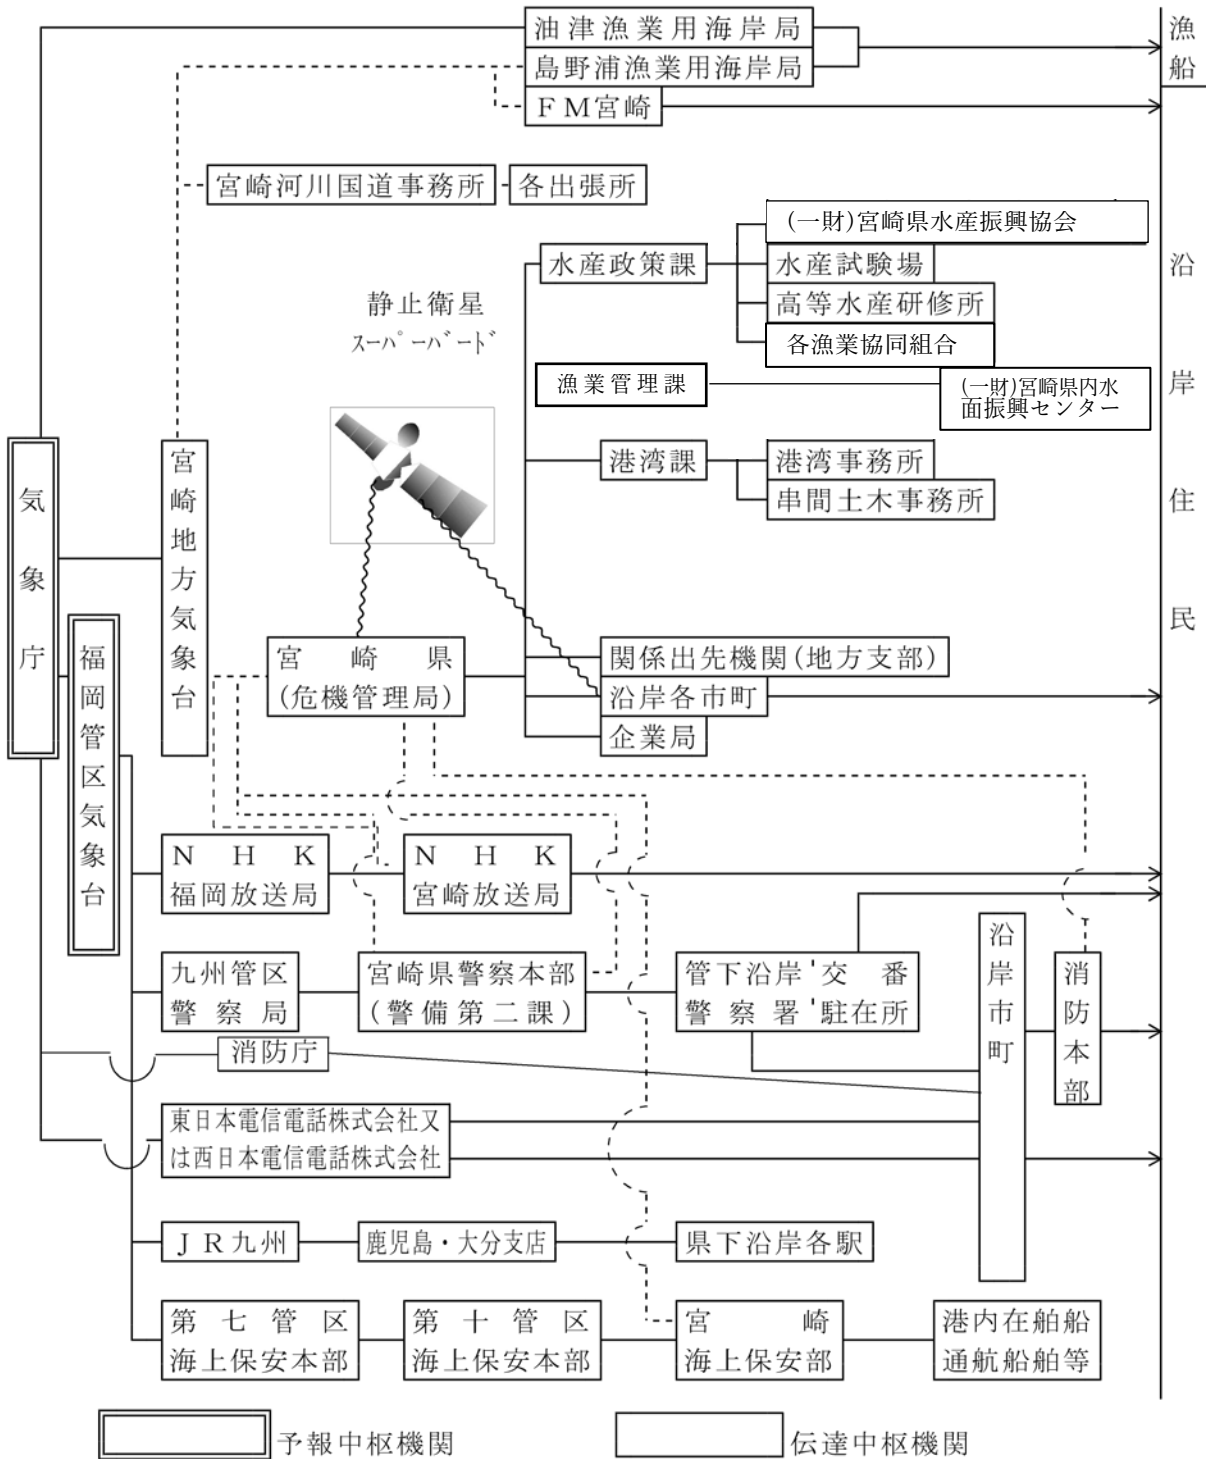 油津漁業用海岸局
島野浦漁業用海岸局
ＦＭ宮崎
漁船
宮崎河川国道事務所
各出張所
(一財)宮崎県水産振興協会
水産政策課
水産試験場
高等水産研修所
各漁業協同組合
静止衛星
スーパーバード
漁業管理課
(一財)宮崎県内水
面振興センター
沿岸住民
港湾課
港湾事務所
串間土木事務所
気象庁
宮崎地方気象台
福岡管区気象台
宮崎県
(危機管理局)
関係出先機関(地方支部)
沿岸各市町
企業局
ＮＨＫ
福岡放送局
ＮＨＫ
宮崎放送局
九州管区
警察局
宮崎県警察本部
(警備第二課)
管下沿岸
警察署
交番
駐在所
沿岸市町
消防本部
消防庁
東日本電信電話株式会社又
は西日本電信電話株式会社
ＪＲ九州
鹿児島・大分支店
県下沿岸各駅
第七管区
海上保安本部
第十管区
海上保安本部
宮崎
海上保安部
港内在舶船
通航船舶等
予報中枢機関
伝達中枢機関